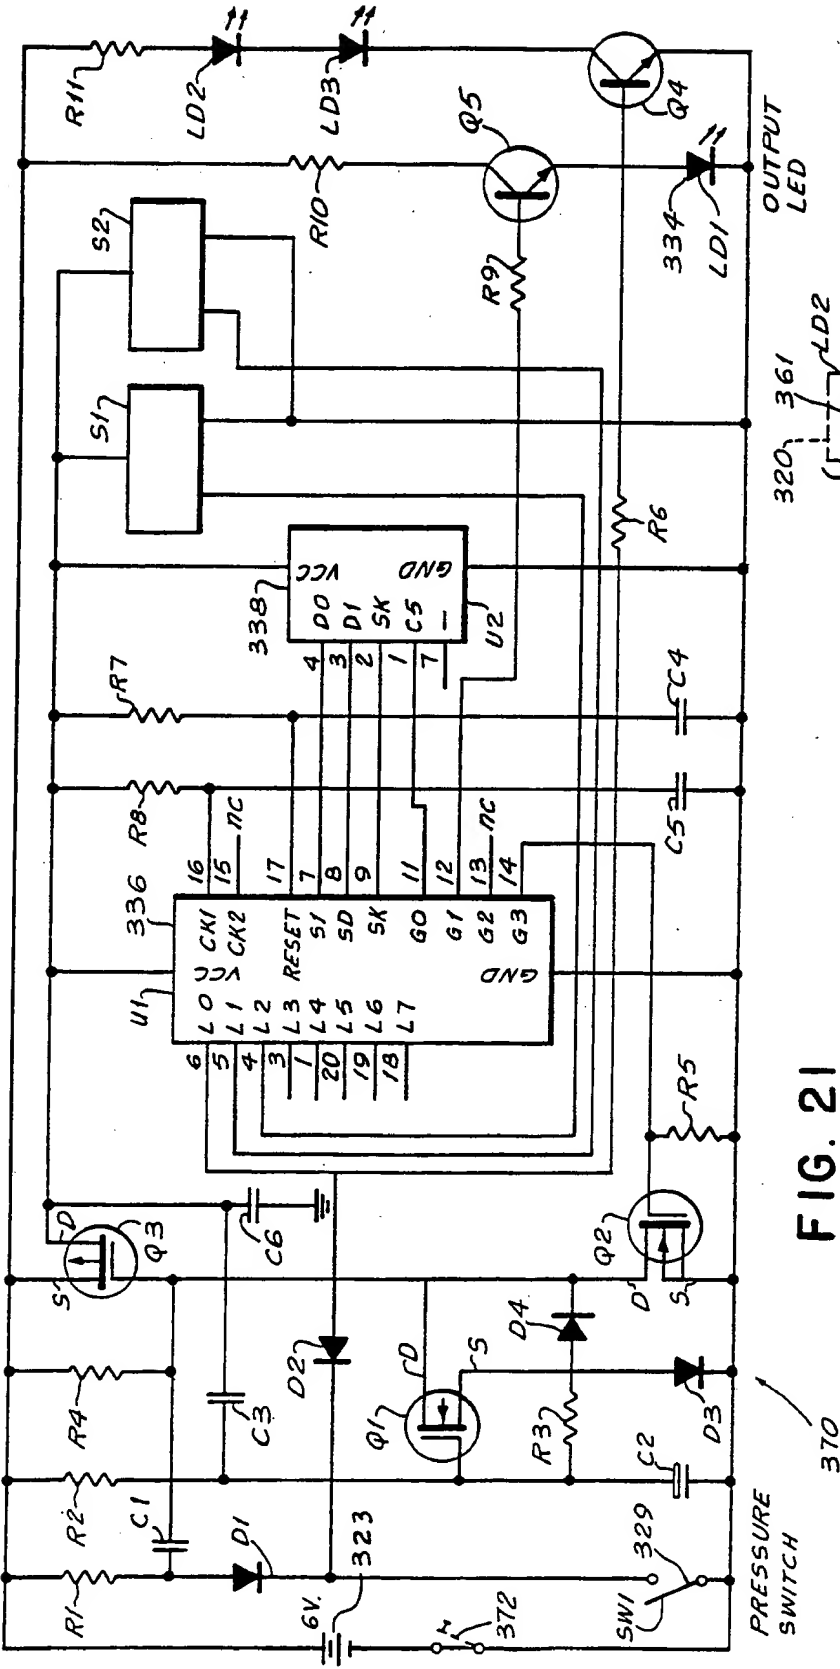 R11
LD2
LD3
Q4
R10
Q5
334
LD1
OUTPUT
LED
R9
S2
S1
R6
320
361
LD2
338
VCC
GND
DO
D1
SK
C5
—
4
3
2
1
7
U2
R7
C4
R8
C5
336
U1
VCC
GND
CK1
CK2
RESET
S1
SD
SK
G0
G1
G2
G3
16
15
NC
17
7
8
9
11
12
13
NC
14
L0
L1
L2
L3
L4
L5
L6
L7
6
5
4
3
1
20
19
18
R5
S
D
Q3
C6
Q2
D
S
R4
C3
D2
D
S
Q1
D4
R3
D3
R2
C1
C2
R1
D1
6V.
323
372
SW1
329
PRESSURE
SWITCH
370
FIG. 21